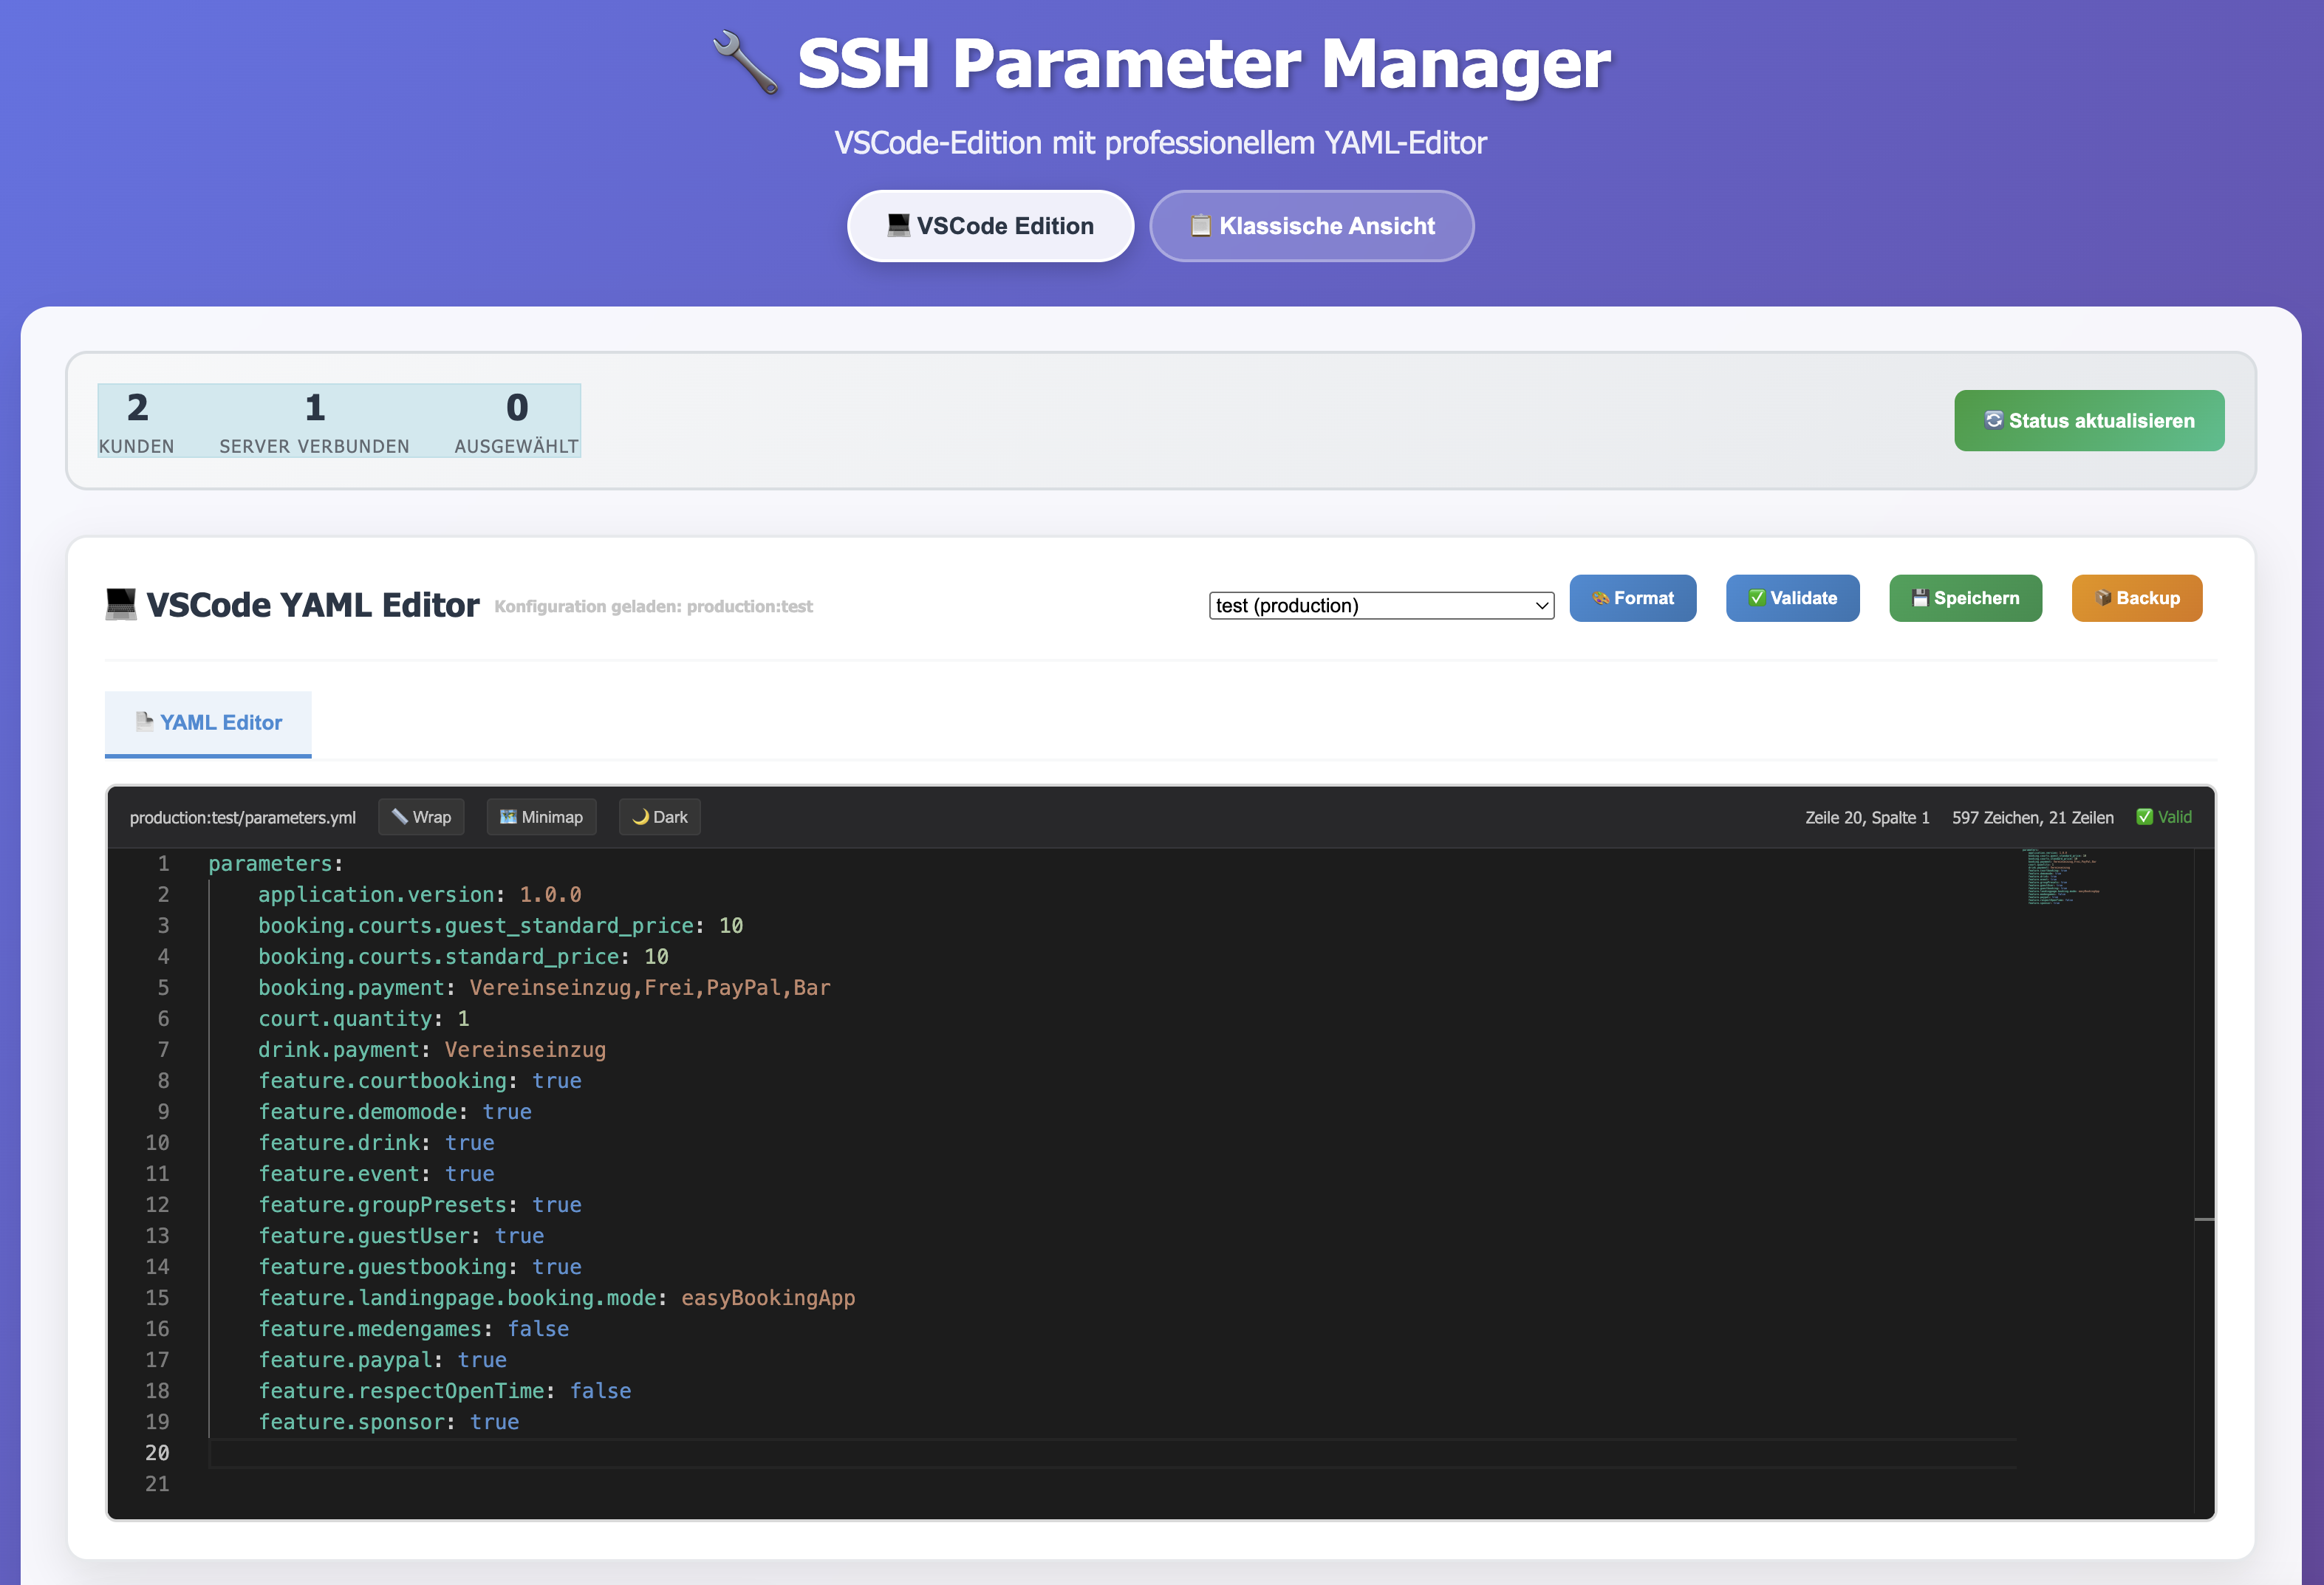 SSH Parameter Manager
VSCode-Edition mit professionellem YAML-Editor
VSCode Edition
Klassische Ansicht
2 1 0
KUNDEN SERVER VERBUNDEN AUSGEWÄHLT
Status aktualisieren
VSCode YAML Editor Konfiguration geladen: production:test
test (production) Format Validate Speichern Backup
YAML Editor
production:test/parameters.yml Wrap Minimap Dark Zeile 20, Spalte 1 597 Zeichen, 21 Zeilen Valid
1 parameters:
2 application.version: 1.0.0
3 booking.courts.guest_standard_price: 10
4 booking.courts.standard_price: 10
5 booking.payment: Vereinseinzug,Frei,PayPal,Bar
6 court.quantity: 1
7 drink.payment: Vereinseinzug
8 feature.courtbooking: true
9 feature.demomode: true
10 feature.drink: true
11 feature.event: true
12 feature.groupPresets: true
13 feature.guestUser: true
14 feature.guestbooking: true
15 feature.landingpage.booking.mode: easyBookingApp
16 feature.medengames: false
17 feature.paypal: true
18 feature.respectOpenTime: false
19 feature.sponsor: true
20
21